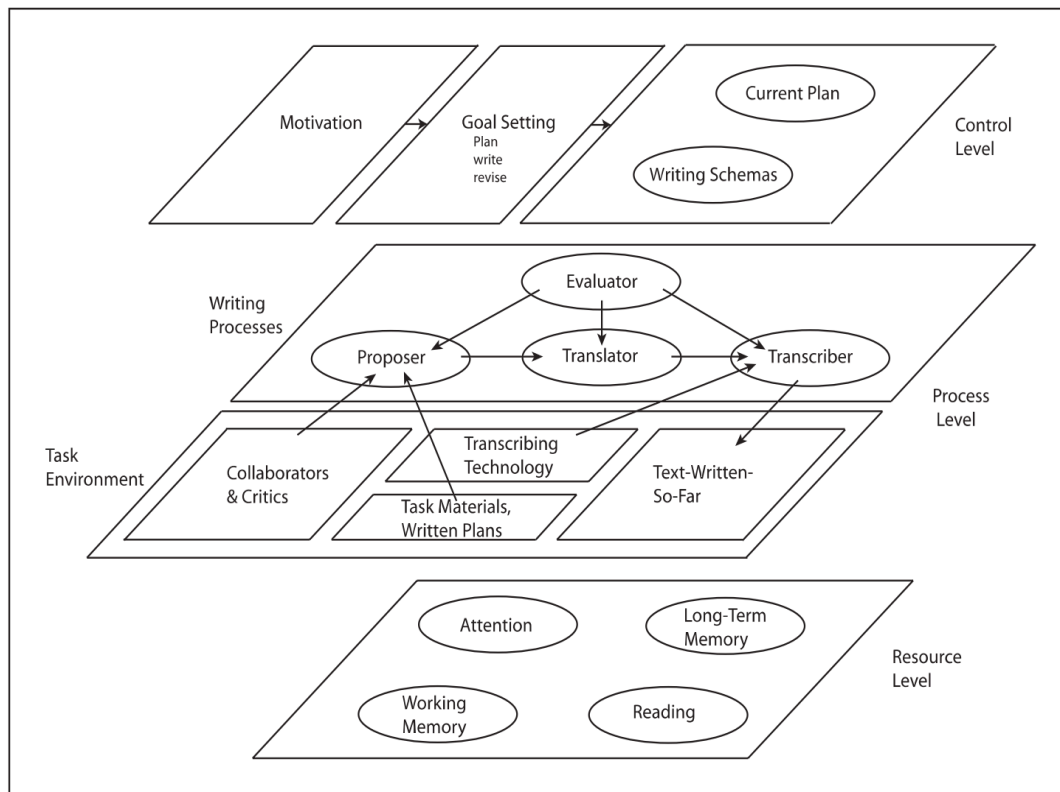 Motivation
Goal Setting
Plan
write
revise
Current Plan
Writing Schemas
Control
Level
Writing
Processes
Evaluator
Proposer
Translator
Transcriber
Process
Level
Task
Environment
Collaborators
& Critics
Transcribing
Technology
Task Materials,
Written Plans
Text-Written-
So-Far
Attention
Long-Term
Memory
Working
Memory
Reading
Resource
Level